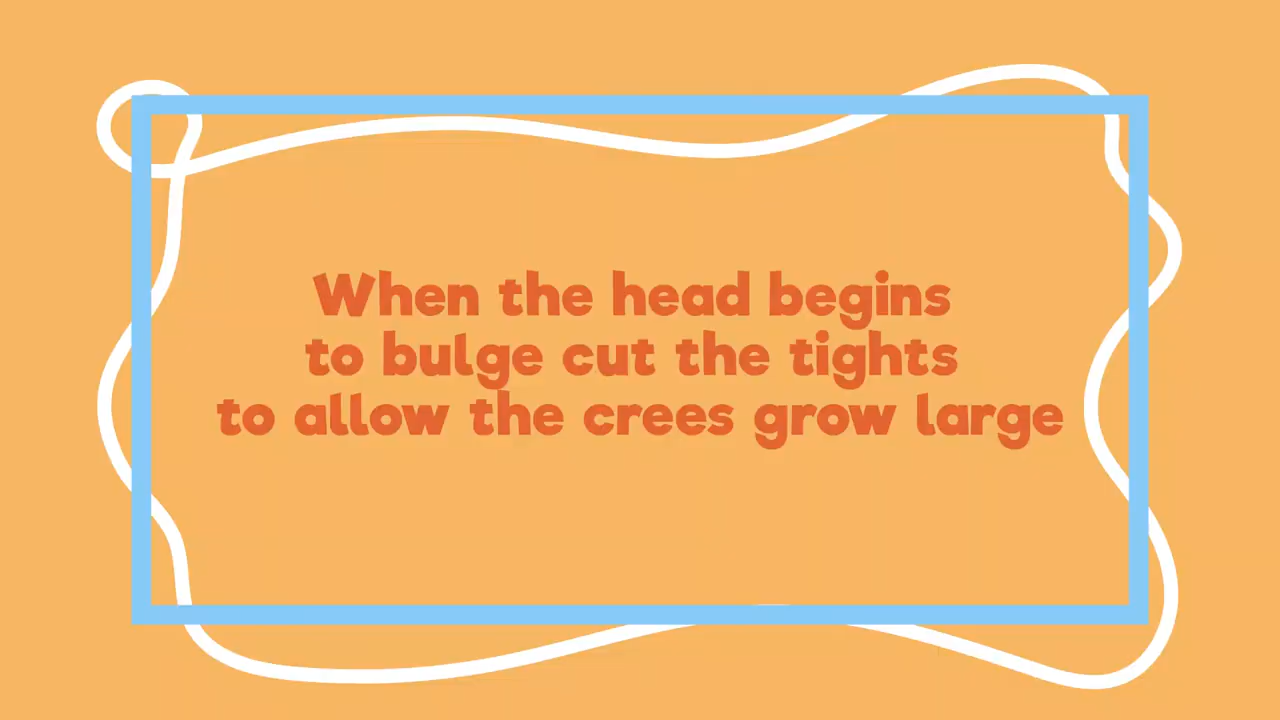 When the head begins
to bulge cut the tights
to allow the crees grow large